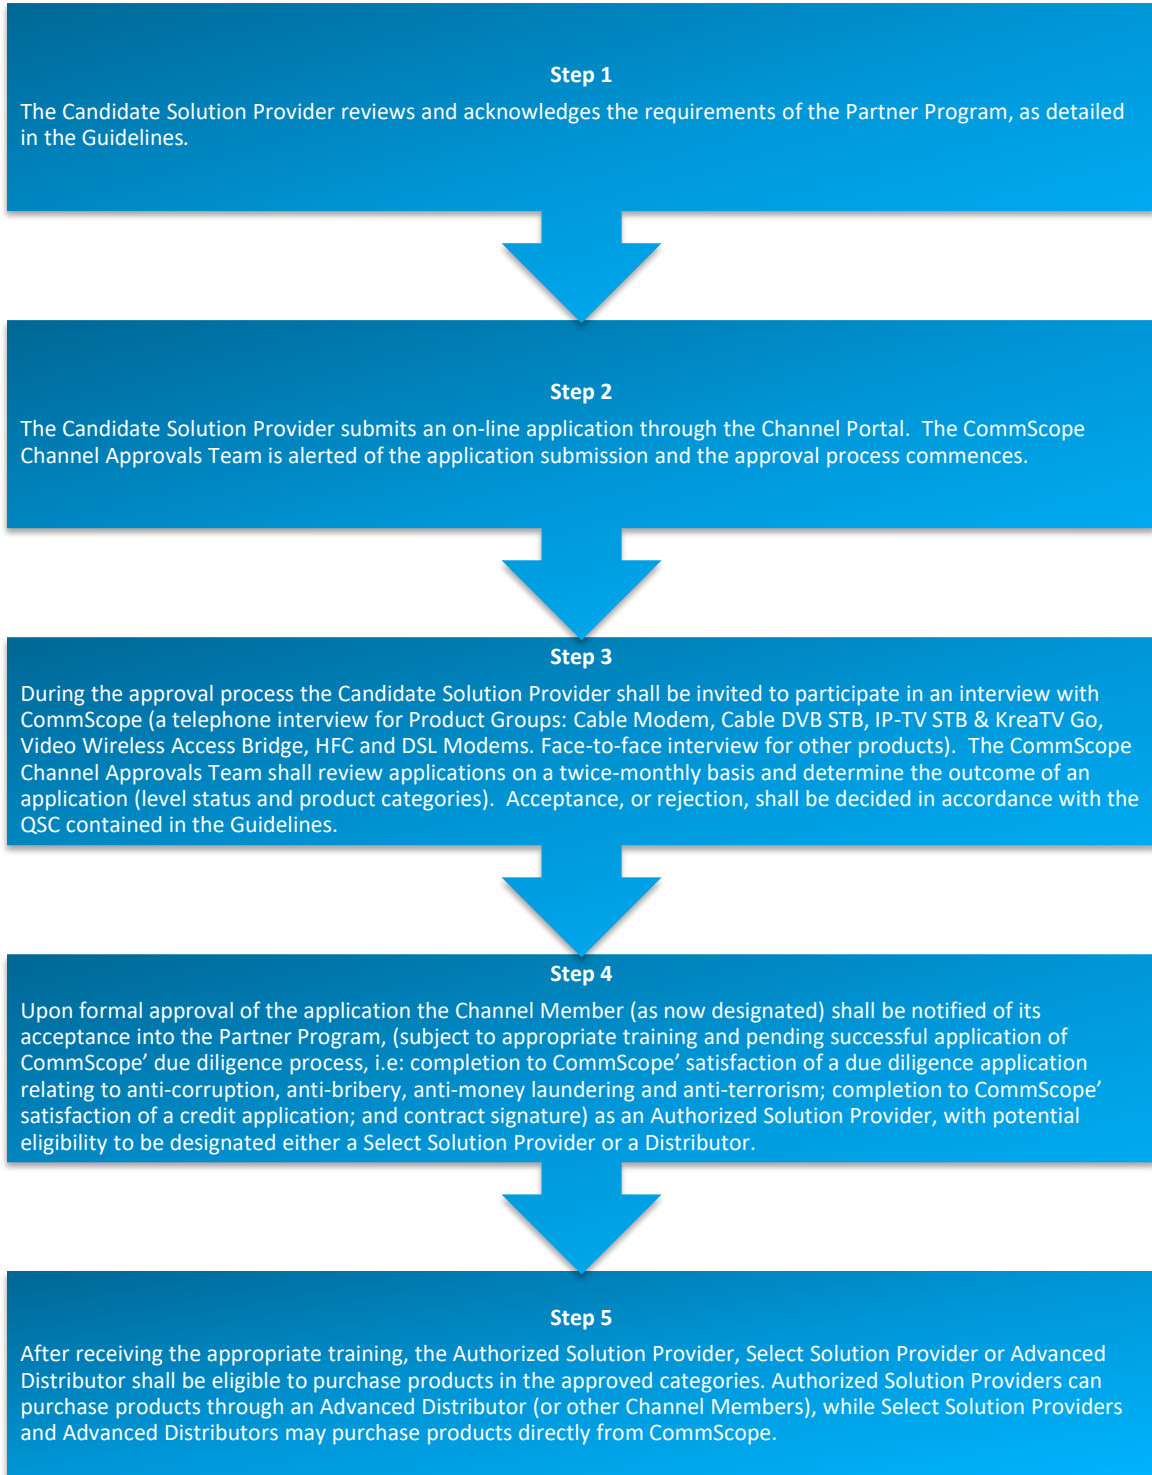 Step 1
The Candidate Solution Provider reviews and acknowledges the requirements of the Partner Program, as detailed
in the Guidelines.
Step 2
The Candidate Solution Provider submits an on-line application through the Channel Portal.  The CommScope
Channel Approvals Team is alerted of the application submission and the approval process commences.
Step 3
During the approval process the Candidate Solution Provider shall be invited to participate in an interview with
CommScope (a telephone interview for Product Groups: Cable Modem, Cable DVB STB, IP-TV STB & KreaTV Go,
Video Wireless Access Bridge, HFC and DSL Modems. Face-to-face interview for other products).  The CommScope
Channel Approvals Team shall review applications on a twice-monthly basis and determine the outcome of an
application (level status and product categories).  Acceptance, or rejection, shall be decided in accordance with the
QSC contained in the Guidelines.
Step 4
Upon formal approval of the application the Channel Member (as now designated) shall be notified of its
acceptance into the Partner Program, (subject to appropriate training and pending successful application of
CommScope’ due diligence process, i.e: completion to CommScope’ satisfaction of a due diligence application
relating to anti-corruption, anti-bribery, anti-money laundering and anti-terrorism; completion to CommScope’
satisfaction of a credit application; and contract signature) as an Authorized Solution Provider, with potential
eligibility to be designated either a Select Solution Provider or a Distributor.
Step 5
After receiving the appropriate training, the Authorized Solution Provider, Select Solution Provider or Advanced
Distributor shall be eligible to purchase products in the approved categories. Authorized Solution Providers can
purchase products through an Advanced Distributor (or other Channel Members), while Select Solution Providers
and Advanced Distributors may purchase products directly from CommScope.